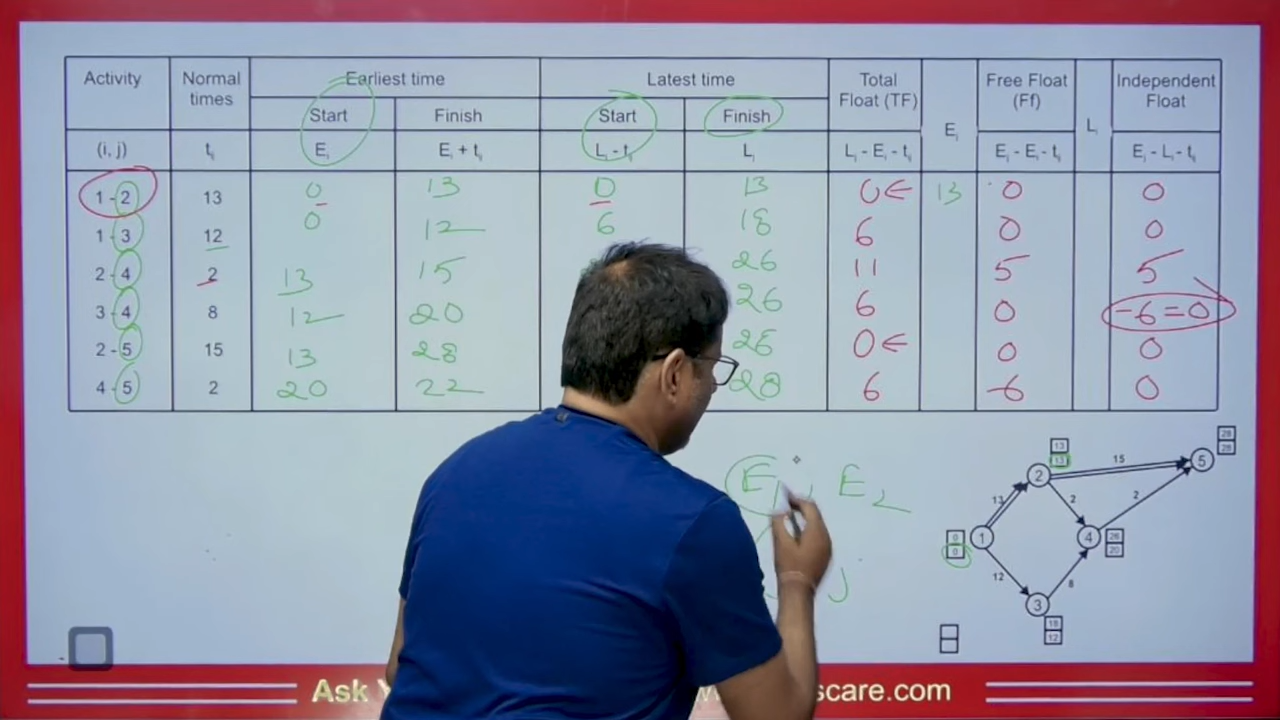 Activity Normal times Earliest time Latest time Total Float (TF) Eⱼ Free Float (Ff) Lᵢ Independent Float
Start Finish Start Finish
(i, j) tᵢⱼ Eᵢ Eᵢ + tᵢⱼ Lⱼ - tᵢⱼ Lⱼ Lⱼ - Eᵢ - tᵢⱼ Eⱼ - Eᵢ - tᵢⱼ Eⱼ - Lᵢ - tᵢⱼ
1 - 2 13 0 13 0 13 0 13 0 0
1 - 3 12 0 12 6 18 6 0 0
2 - 4 2 13 15 26 11 5 5
3 - 4 8 12 20 26 6 0 -6=0
2 - 5 15 13 28 0 0 0
4 - 5 2 20 22 28 6 6 0
13
13
28
28
2
15
5
E
E2
13
2
2
0
0
1
4
26
20
12
8
j
3
18
12
Ask
scare.com